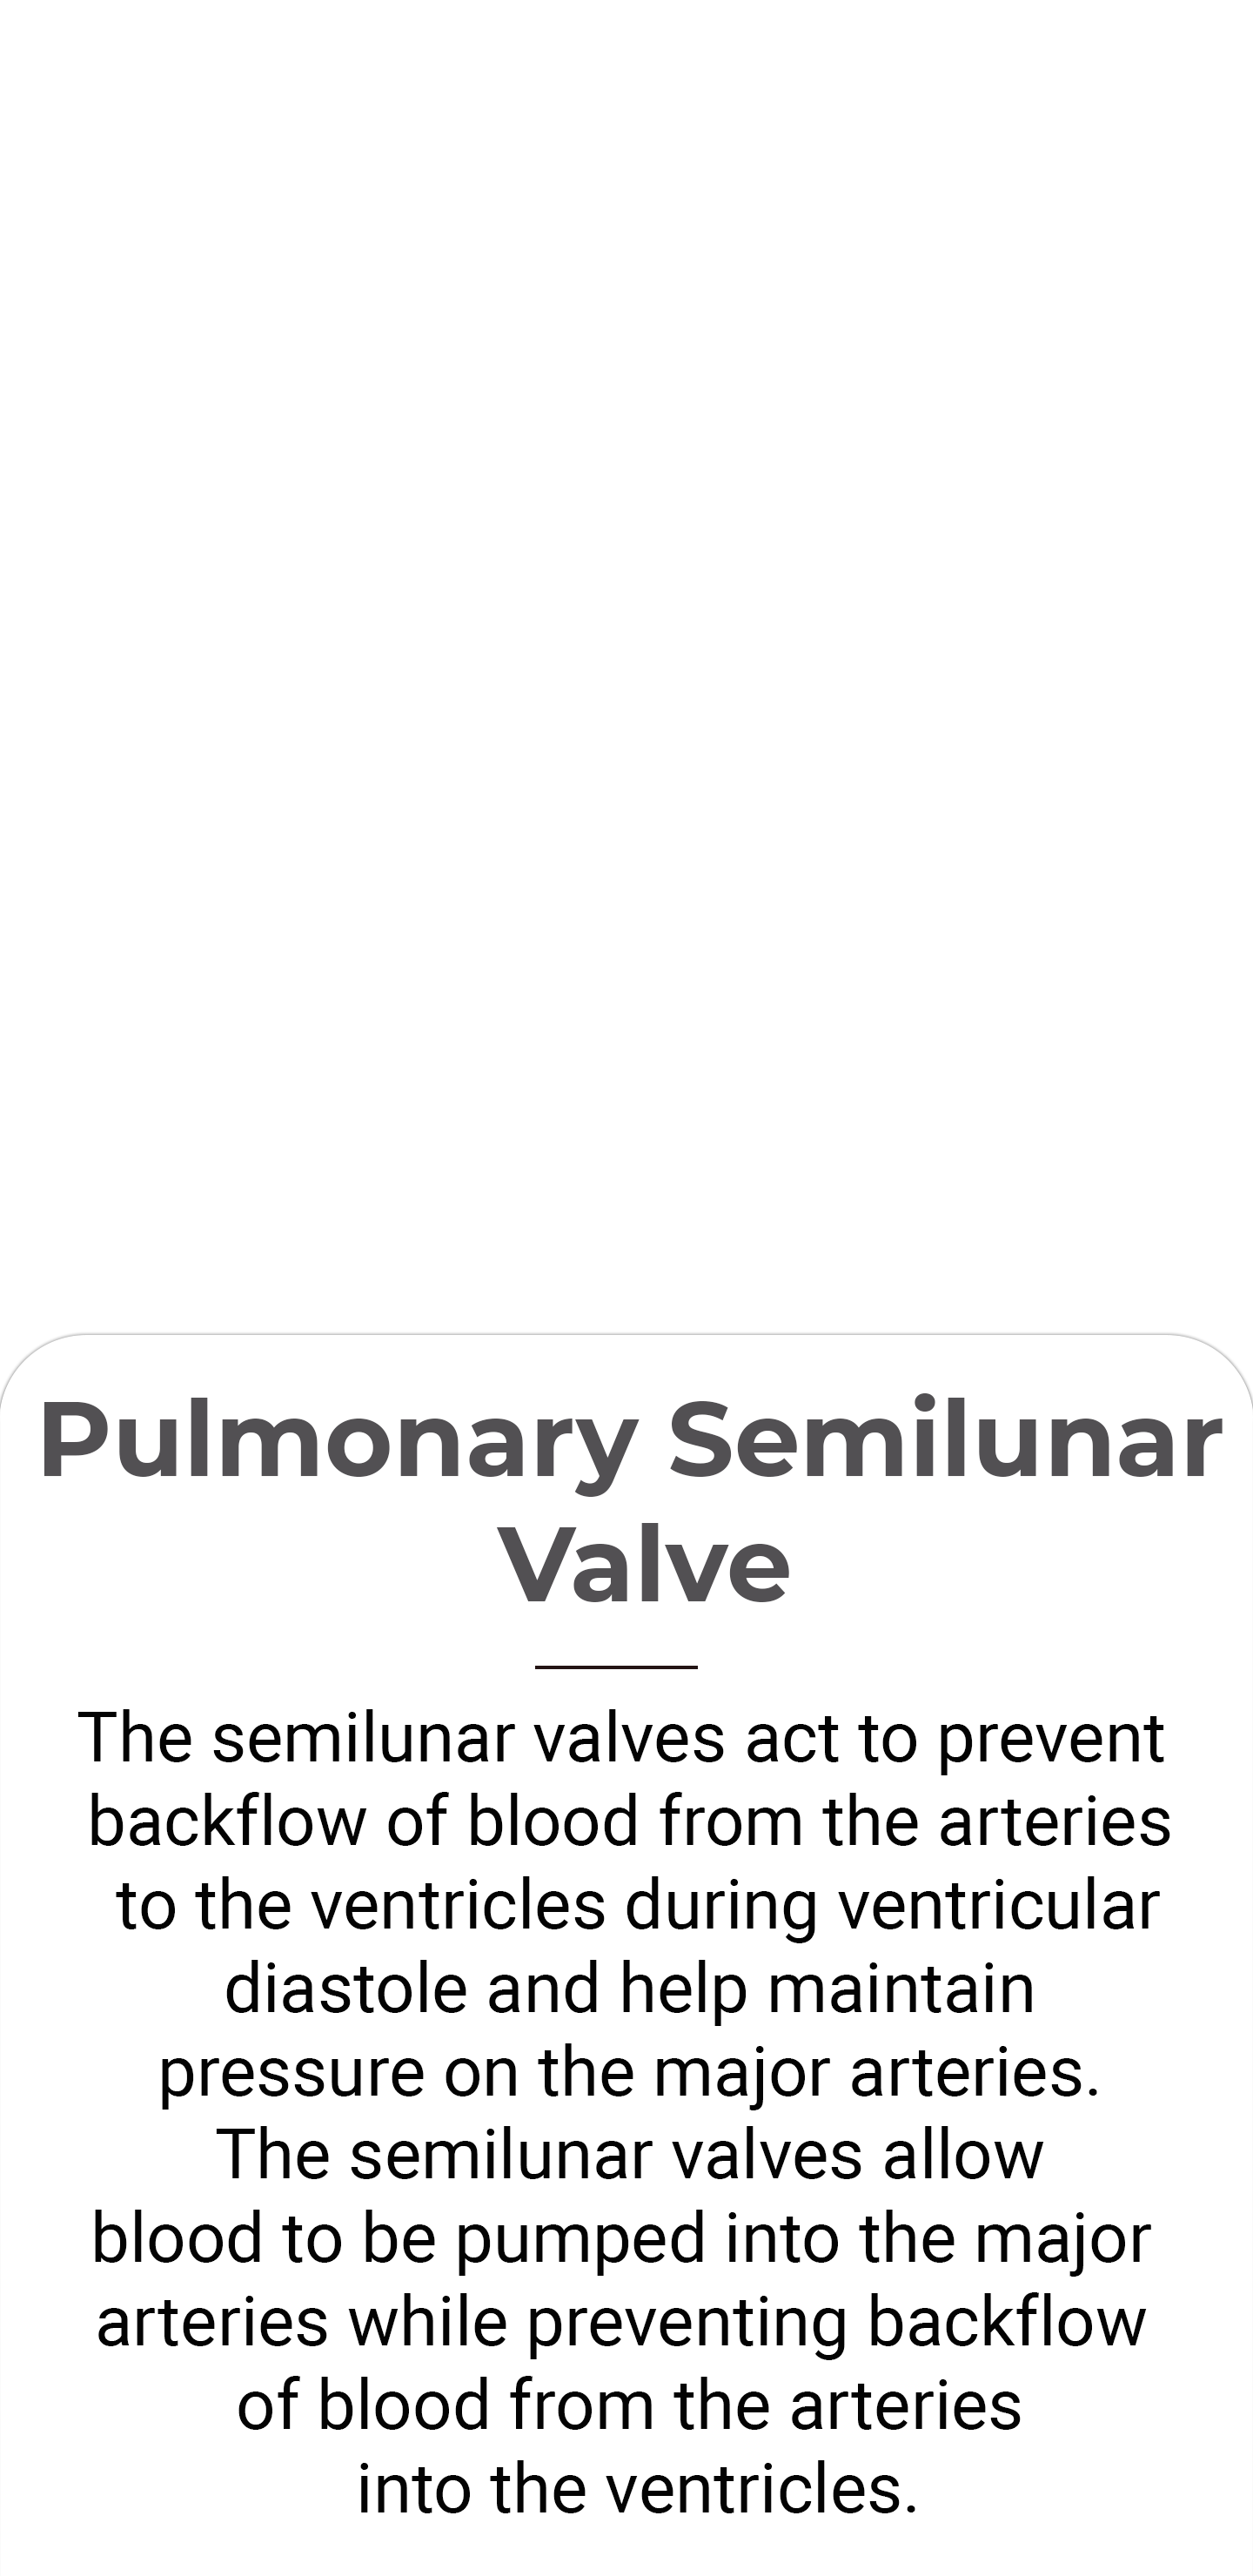 Pulmonary Semilunar
Valve
The semilunar valves act to prevent
backflow of blood from the arteries
to the ventricles during ventricular
diastole and help maintain
pressure on the major arteries.
The semilunar valves allow
blood to be pumped into the major
arteries while preventing backflow
of blood from the arteries
into the ventricles.